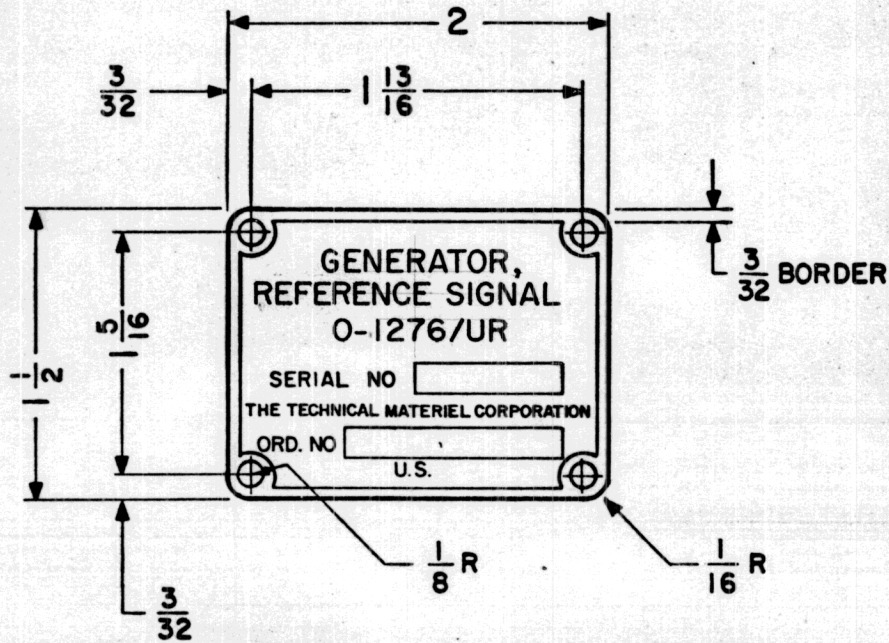 2
3/32
1 13/16
3/32 BORDER
1 1/2
1 5/16
GENERATOR,
REFERENCE SIGNAL
O-1276/UR
SERIAL NO
THE TECHNICAL MATERIEL CORPORATION
ORD. NO
U.S.
1/8 R
1/16 R
3/32